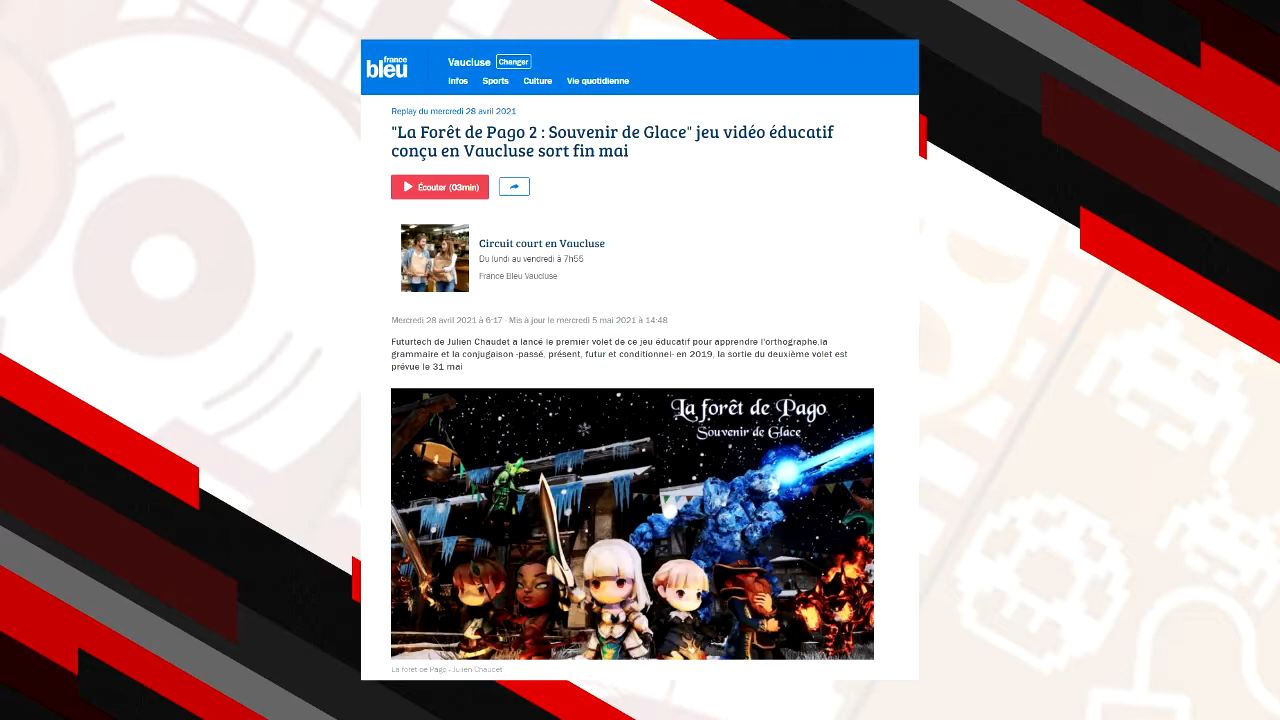 france
bleu
Vaucluse Changer
Infos Sports Culture Vie quotidienne
Replay du mercredi 28 avril 2021
"La Forêt de Pago 2 : Souvenir de Glace" jeu vidéo éducatif
conçu en Vaucluse sort fin mai
Écouter (03min)
Circuit court en Vaucluse
Du lundi au vendredi à 7h55
France Bleu Vaucluse
Mercredi 28 avril 2021 à 6:17 - Mis à jour le mercredi 5 mai 2021 à 14:48
Futurtech de Julien Chaudet a lancé le premier volet de ce jeu éducatif pour apprendre l'orthographe,la
grammaire et la conjugaison -passé, présent, futur et conditionnel- en 2019, la sortie du deuxième volet est
prévue le 31 mai
La forêt de Pago
Souvenir de Glace
La foret de Pago - Julien Chaudet